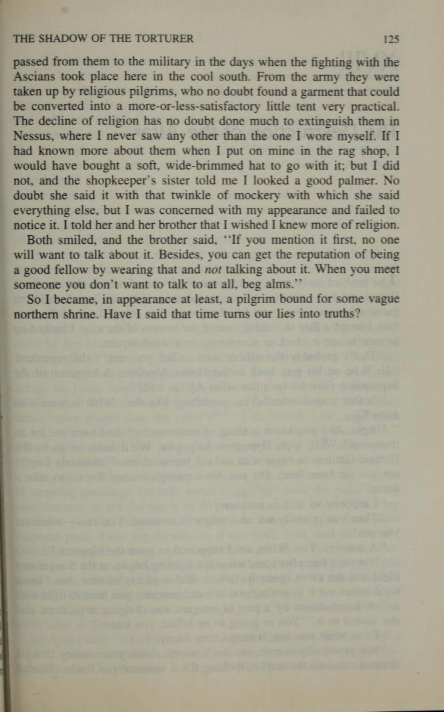 THE SHADOW OF THE TORTURER 125
passed from them to the military in the days when the fighting with the
Ascians took place here in the cool south. From the army they were
taken up by religious pilgrims, who no doubt found a garment that could
be converted into a more-or-less-satisfactory little tent very practical.
The decline of religion has no doubt done much to extinguish them in
Nessus, where I never saw any other than the one I wore myself. If I
had known more about them when I put on mine in the rag shop, I
would have bought a soft, wide-brimmed hat to go with it; but I did
not, and the shopkeeper's sister told me I looked a good palmer. No
doubt she said it with that twinkle of mockery with which she said
everything else, but I was concerned with my appearance and failed to
notice it. I told her and her brother that I wished I knew more of religion.
Both smiled, and the brother said, "If you mention it first, no one
will want to talk about it. Besides, you can get the reputation of being
a good fellow by wearing that and not talking about it. When you meet
someone you don't want to talk to at all, beg alms."
So I became, in appearance at least, a pilgrim bound for some vague
northern shrine. Have I said that time turns our lies into truths?